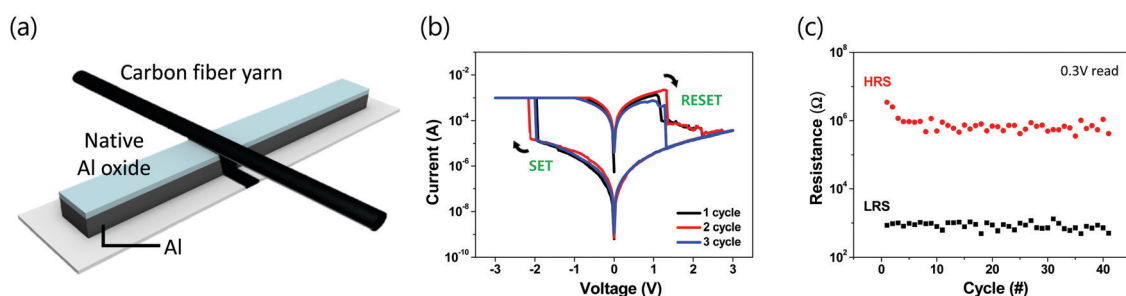 (a)
Carbon fiber yarn
Native
Al oxide
Al
(b)
Current (A)
10⁻²
10⁻⁴
10⁻⁶
10⁻⁸
10⁻¹⁰
RESET
SET
1 cycle
2 cycle
3 cycle
-3 -2 -1 0 1 2 3
Voltage (V)
(c)
Resistance (Ω)
10⁸
10⁶
10⁴
10²
0.3V read
HRS
LRS
0 10 20 30 40
Cycle (#)